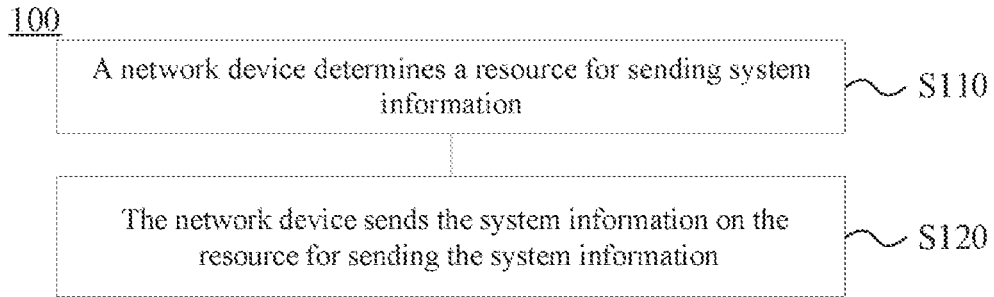 100
A network device determines a resource for sending system
information
S110
The network device sends the system information on the
resource for sending the system information
S120